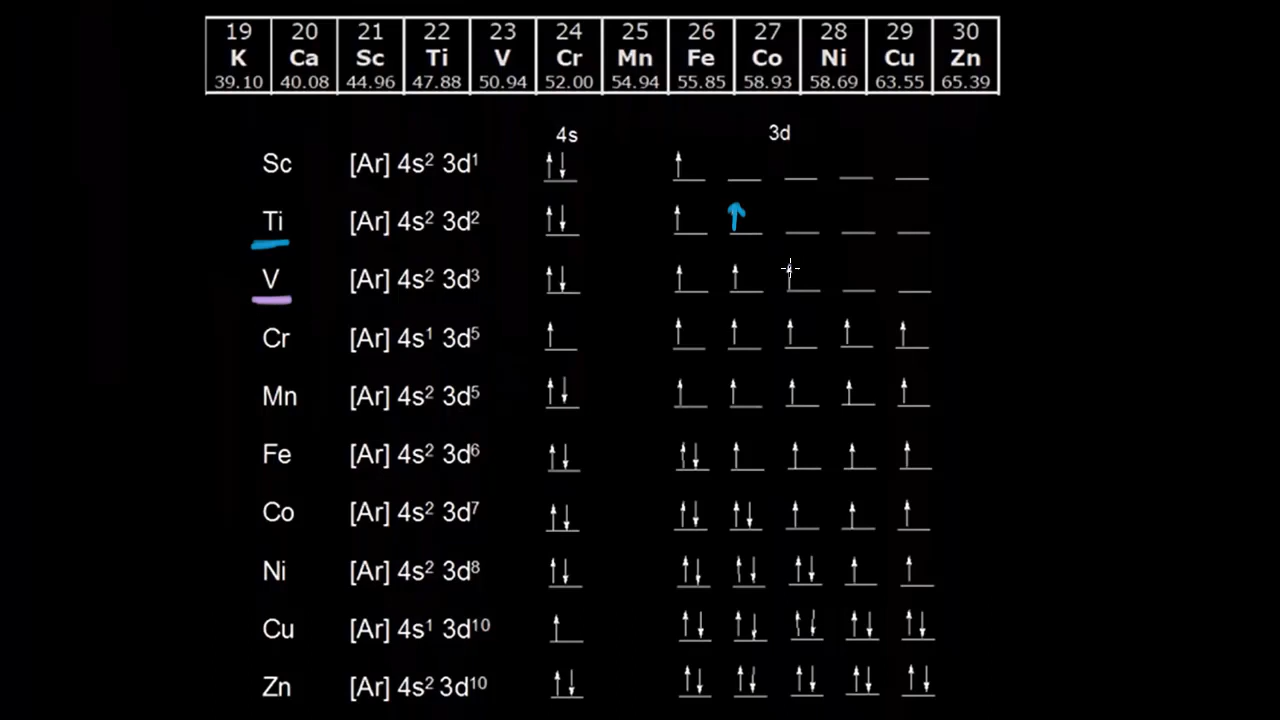 19 20 21 22 23 24 25 26 27 28 29 30
K Ca Sc Ti V Cr Mn Fe Co Ni Cu Zn
39.10 40.08 44.96 47.88 50.94 52.00 54.94 55.85 58.93 58.69 63.55 65.39
4s 3d
Sc [Ar] 4s² 3d¹
Ti [Ar] 4s² 3d²
V [Ar] 4s² 3d³
Cr [Ar] 4s¹ 3d⁵
Mn [Ar] 4s² 3d⁵
Fe [Ar] 4s² 3d⁶
Co [Ar] 4s² 3d⁷
Ni [Ar] 4s² 3d⁸
Cu [Ar] 4s¹ 3d¹⁰
Zn [Ar] 4s² 3d¹⁰